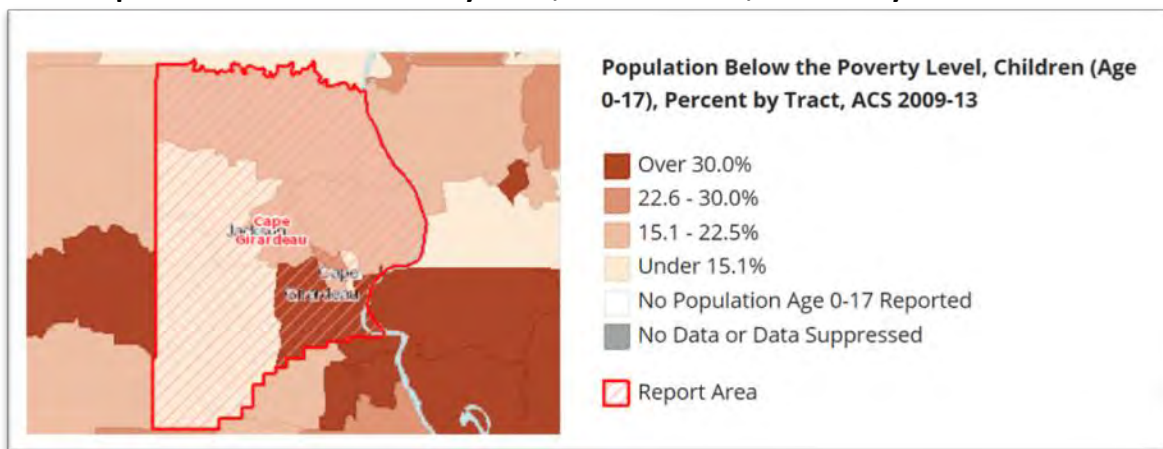 Population Below the Poverty Level, Children (Age
0-17), Percent by Tract, ACS 2009-13
Over 30.0%
22.6 - 30.0%
15.1 - 22.5%
Under 15.1%
No Population Age 0-17 Reported
No Data or Data Suppressed
Report Area
Jackson
Cape
Girardeau
Cape
Girardeau